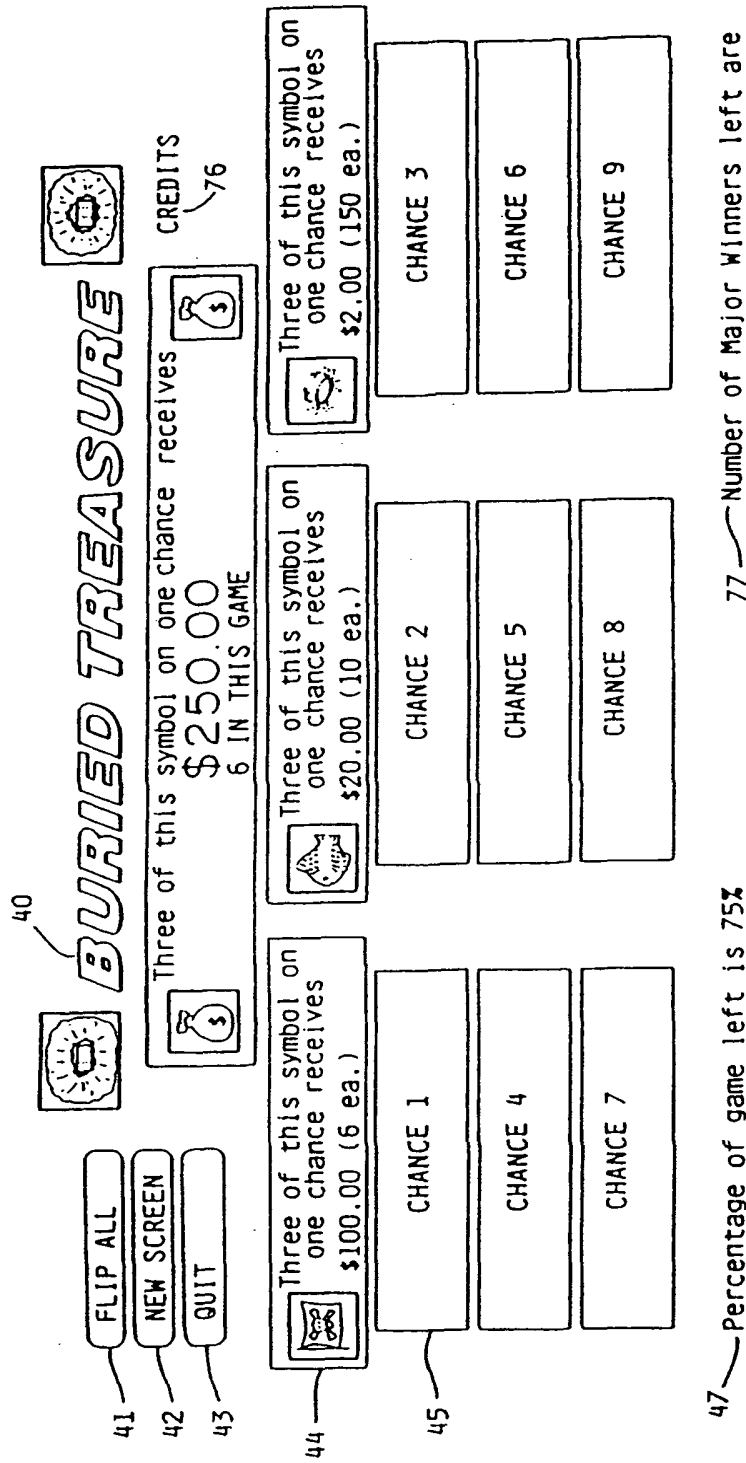 40
BURIED TREASURE
41 FLIP ALL
42 NEW SCREEN
43 QUIT
Three of this symbol on one chance receives
$250.00
6 IN THIS GAME
$
$
CREDITS
76
44
Three of this symbol on
one chance receives
$100.00 (6 ea.)
Three of this symbol on
one chance receives
$20.00 (10 ea.)
Three of this symbol on
one chance receives
$2.00 (150 ea.)
45
CHANCE 1
CHANCE 2
CHANCE 3
CHANCE 4
CHANCE 5
CHANCE 6
CHANCE 7
CHANCE 8
CHANCE 9
47 Percentage of game left is 75%
77 Number of Major Winners left are